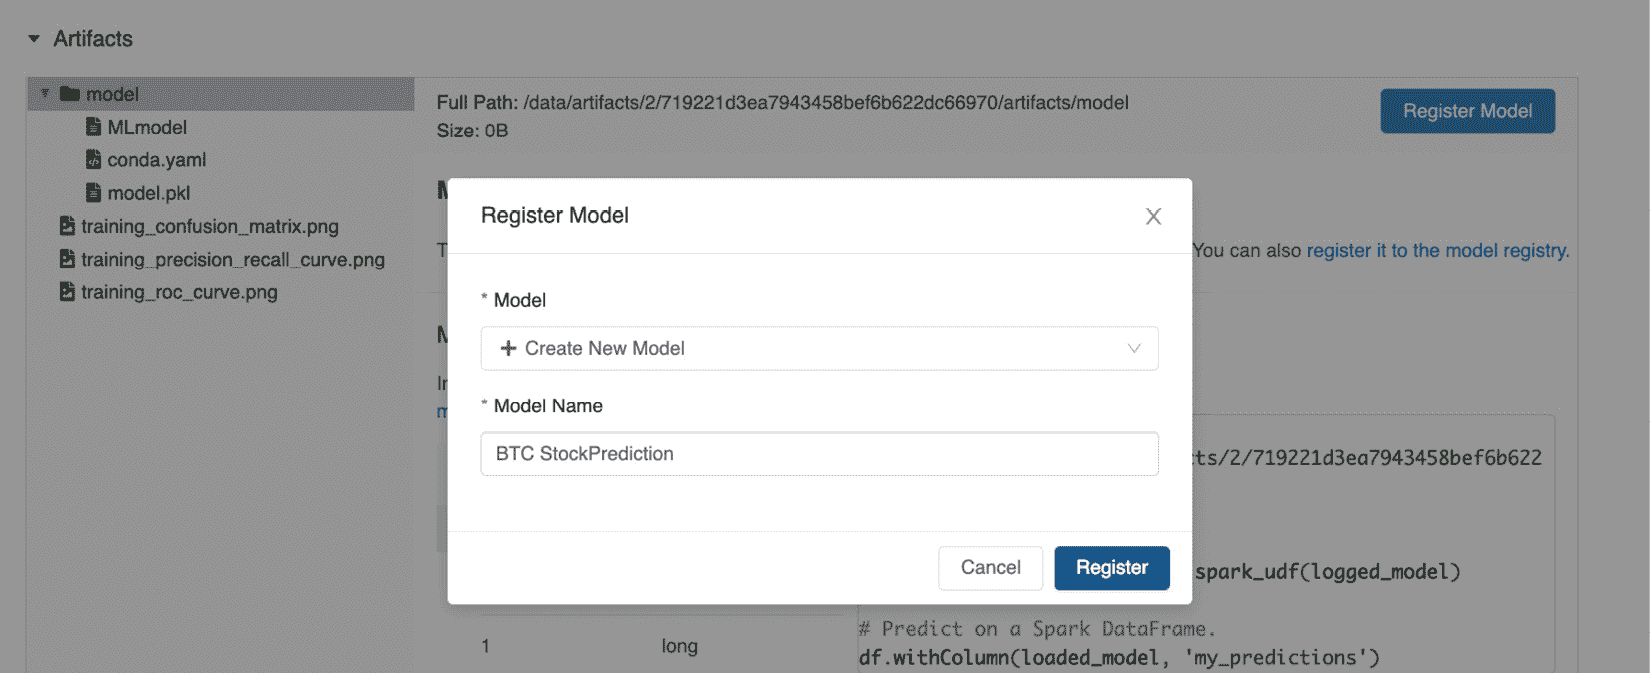 Artifacts
model
MLmodel
conda.yaml
model.pkl
training_confusion_matrix.png
training_precision_recall_curve.png
training_roc_curve.png
Full Path: /data/artifacts/2/719221d3ea7943458bef6b622dc66970/artifacts/model
Size: 0B
Register Model
You can also register it to the model registry.
Register Model
* Model
Create New Model
* Model Name
BTC StockPrediction
Cancel
Register
ts/2/719221d3ea7943458bef6b622
spark_udf(logged_model)
1 long
# Predict on a Spark DataFrame.
df.withColumn(loaded_model, 'my_predictions')